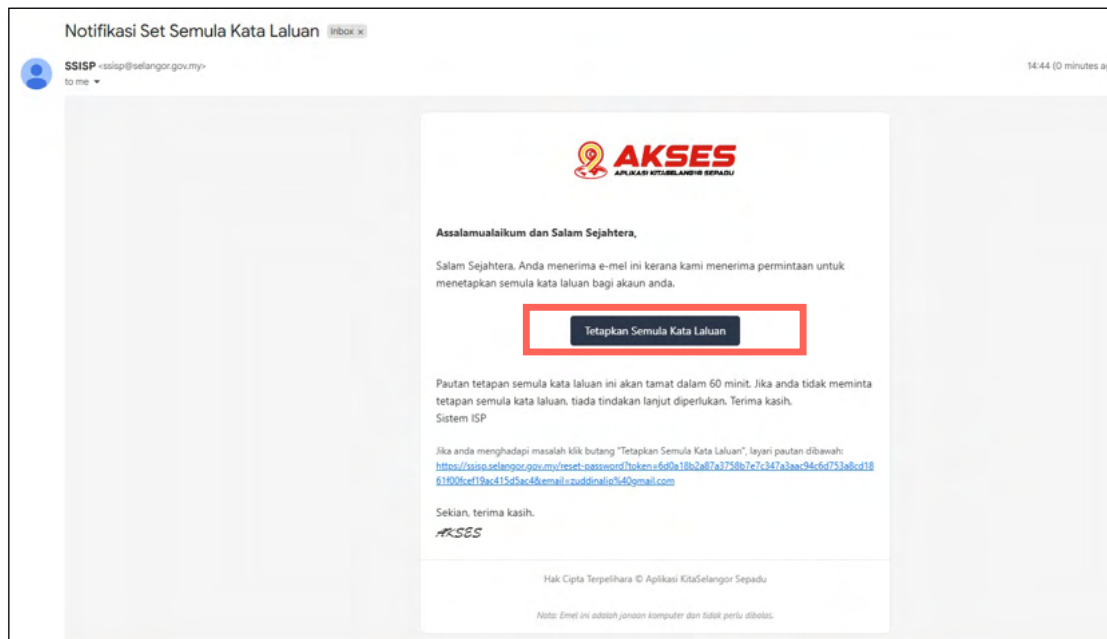 Notifikasi Set Semula Kata Laluan Inbox x
SSISP <ssisp@selangor.gov.my>
14:44 (0 minutes ag
to me
AKSES
APLIKASI KITASELANGOR SEPADU
Assalamualaikum dan Salam Sejahtera,
Salam Sejahtera, Anda menerima e-mel ini kerana kami menerima permintaan untuk
menetapkan semula kata laluan bagi akaun anda.
Tetapkan Semula Kata Laluan
Pautan tetapan semula kata laluan ini akan tamat dalam 60 minit. Jika anda tidak meminta
tetapan semula kata laluan, tiada tindakan lanjut diperlukan. Terima kasih.
Sistem ISP
Jika anda menghadapi masalah klik butang "Tetapkan Semula Kata Laluan", layari pautan dibawah:
https://ssisp.selangor.gov.my/reset-password?token=6d0a18b2a87a3758b7e7c347a3aac94c6d753a8cd18
61f00fcef19ac415d5ac4&email=zuddinalip%40gmail.com
Sekian, terima kasih.
AKSES
Hak Cipta Terpelihara © Aplikasi KitaSelangor Sepadu
Nota: Emel ini adalah janaan komputer dan tidak perlu dibalas.